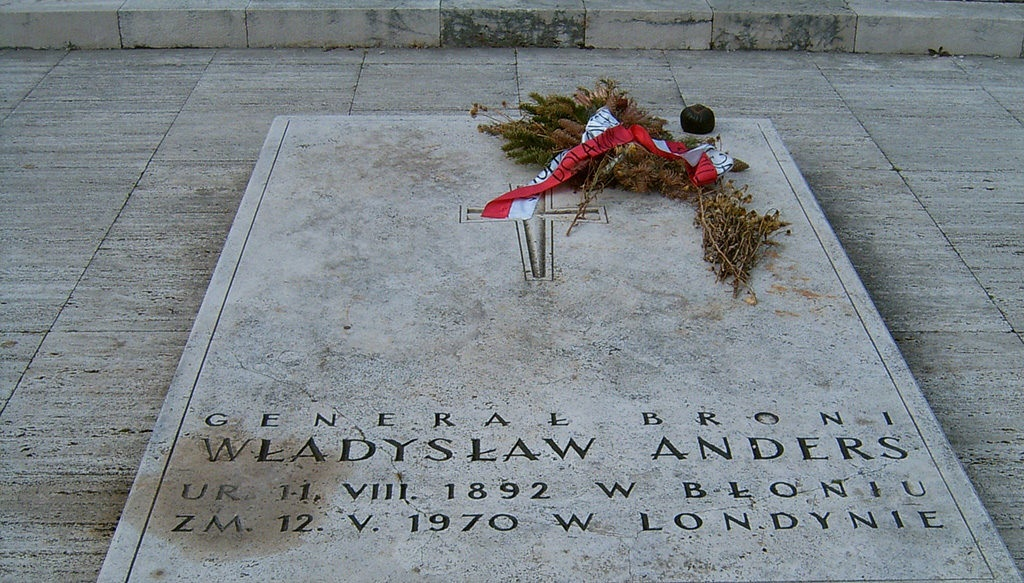 GENERAŁ BRONI
WŁADYSŁAW ANDERS
UR. 11. VIII. 1892 W BŁONIU
ZM. 12. V. 1970 W LONDYNIE